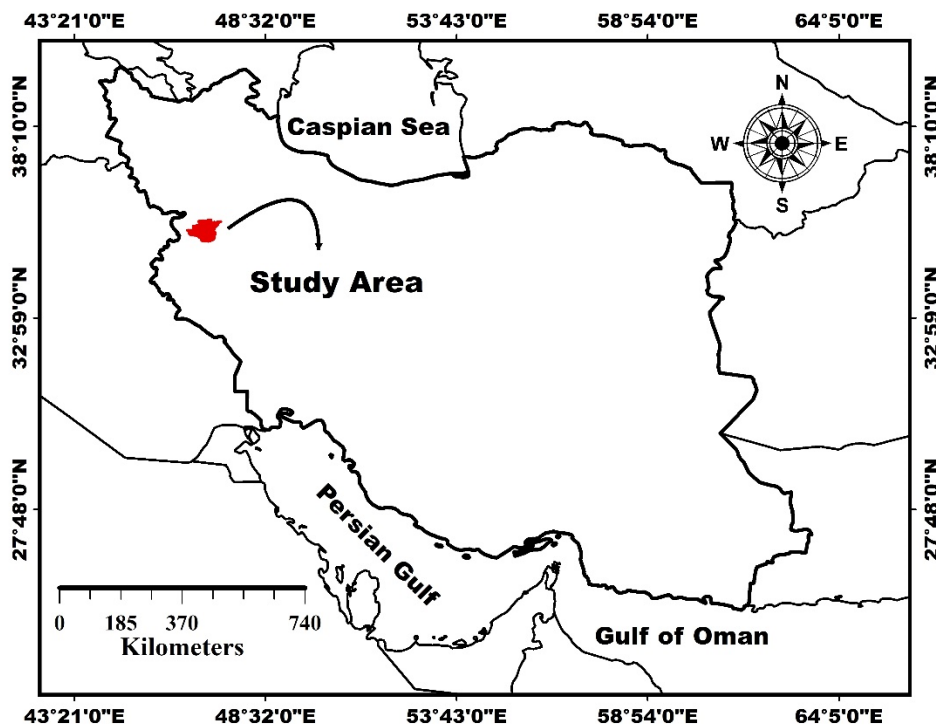 43°21'0"E 48°32'0"E 53°43'0"E 58°54'0"E 64°5'0"E
38°10'0"N
38°10'0"N
Caspian Sea
N
W
E
S
Study Area
32°59'0"N
32°59'0"N
27°48'0"N
27°48'0"N
Persian Gulf
Gulf of Oman
0 185 370 740
Kilometers
43°21'0"E 48°32'0"E 53°43'0"E 58°54'0"E 64°5'0"E